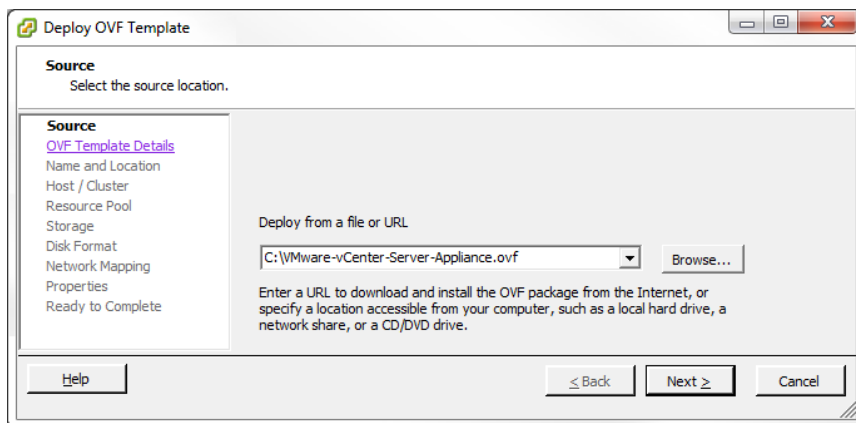 Deploy OVF Template
Source
Select the source location.
Source
OVF Template Details
Name and Location
Host / Cluster
Resource Pool
Storage
Disk Format
Network Mapping
Properties
Ready to Complete
Deploy from a file or URL
C:\VMware-vCenter-Server-Appliance.ovf
Browse...
Enter a URL to download and install the OVF package from the Internet, or
specify a location accessible from your computer, such as a local hard drive, a
network share, or a CD/DVD drive.
Help
< Back
Next >
Cancel